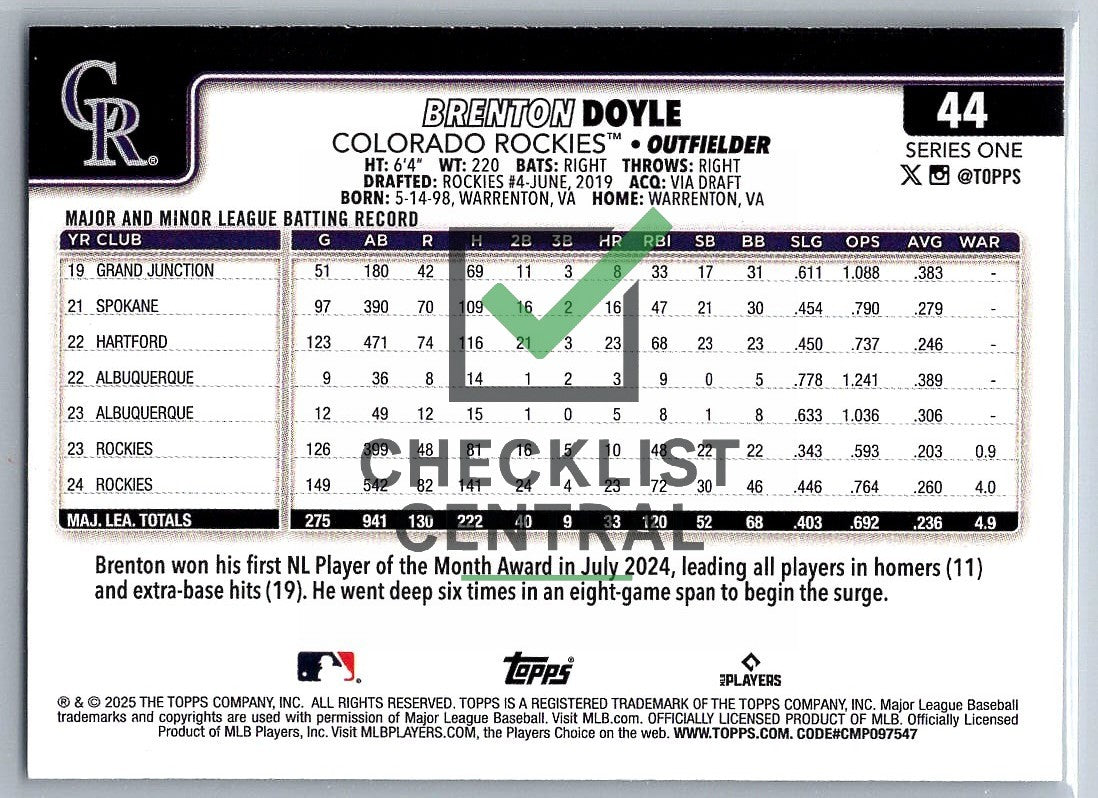 CR®
BRENTON DOYLE
44
COLORADO ROCKIES™ • OUTFIELDER
SERIES ONE
HT: 6'4" WT: 220 BATS: RIGHT THROWS: RIGHT
X @TOPPS
DRAFTED: ROCKIES #4-JUNE, 2019 ACQ: VIA DRAFT
BORN: 5-14-98, WARRENTON, VA HOME: WARRENTON, VA
MAJOR AND MINOR LEAGUE BATTING RECORD
YR CLUB G AB R H 2B 3B HR RBI SB BB SLG OPS AVG WAR
19 GRAND JUNCTION 51 180 42 69 11 3 8 33 17 31 .611 1.088 .383 -
21 SPOKANE 97 390 70 109 16 2 16 47 21 30 .454 .790 .279 -
22 HARTFORD 123 471 74 116 21 3 23 68 23 23 .450 .737 .246 -
22 ALBUQUERQUE 9 36 8 14 1 2 3 9 0 5 .778 1.241 .389 -
23 ALBUQUERQUE 12 49 12 15 1 0 5 8 1 8 .633 1.036 .306 -
23 ROCKIES 126 399 48 81 16 5 10 48 22 22 .343 .593 .203 0.9
24 ROCKIES 149 542 82 141 24 4 23 72 30 46 .446 .764 .260 4.0
MAJ. LEA. TOTALS 275 941 130 222 40 9 33 120 52 68 .403 .692 .236 4.9
CHECKLIST
CENTRAL
Brenton won his first NL Player of the Month Award in July 2024, leading all players in homers (11)
and extra-base hits (19). He went deep six times in an eight-game span to begin the surge.
Topps®
MLB PLAYERS
® & © 2025 THE TOPPS COMPANY, INC. ALL RIGHTS RESERVED. TOPPS IS A REGISTERED TRADEMARK OF THE TOPPS COMPANY, INC. Major League Baseball
trademarks and copyrights are used with permission of Major League Baseball. Visit MLB.com. OFFICIALLY LICENSED PRODUCT OF MLB. Officially Licensed
Product of MLB Players, Inc. Visit MLBPLAYERS.COM, the Players Choice on the web. WWW.TOPPS.COM. CODE#CMP097547